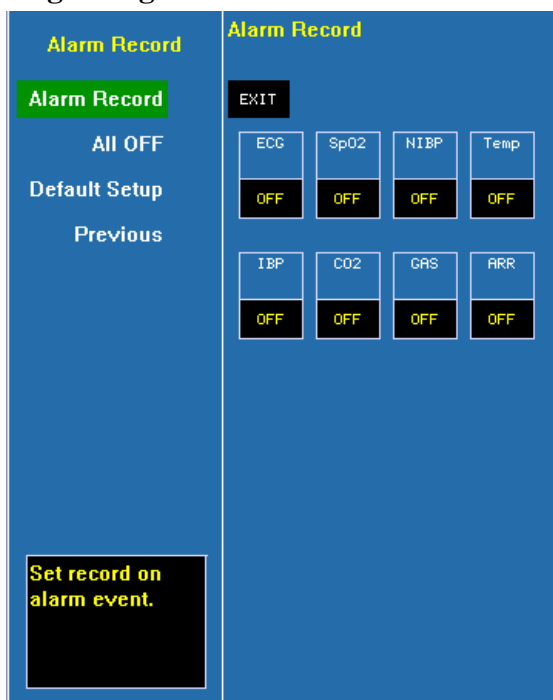 Alarm Record
Alarm Record
All OFF
Default Setup
Previous
Set record on
alarm event.
Alarm Record
EXIT
ECG SpO2 NIBP Temp
OFF OFF OFF OFF
IBP CO2 GAS ARR
OFF OFF OFF OFF